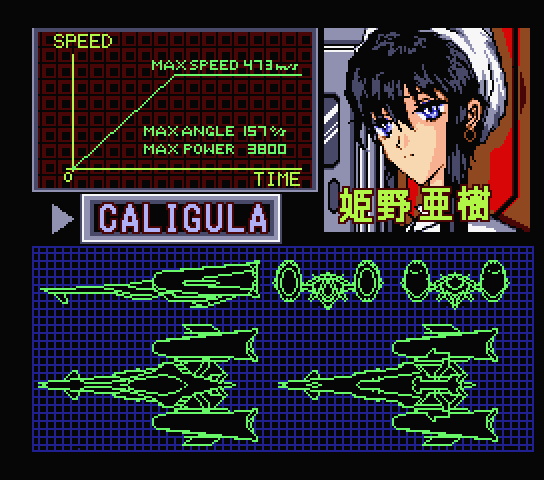 SPEED
MAX SPEED 473m/s
MAX ANGLE 157°/s
MAX POWER 3800
0
TIME
姫野亜樹
CALIGULA